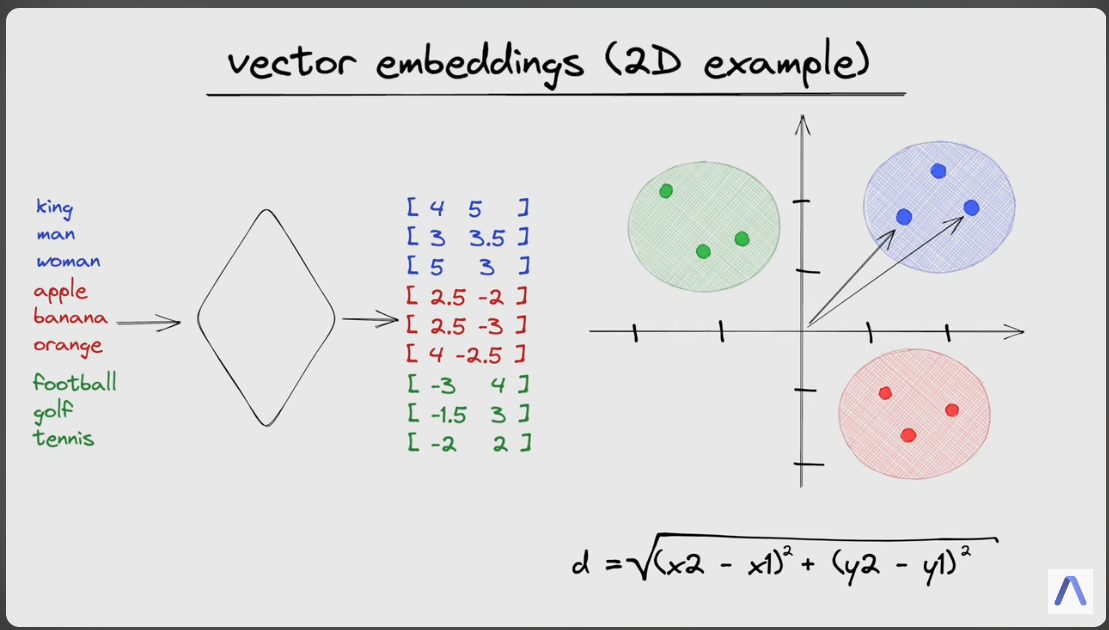 vector embeddings (2D example)
king
man
woman
apple
banana
orange
football
golf
tennis
[ 4 5 ]
[ 3 3.5 ]
[ 5 3 ]
[ 2.5 -2 ]
[ 2.5 -3 ]
[ 4 -2.5 ]
[ -3 4 ]
[ -1.5 3 ]
[ -2 2 ]
d = √(x2 - x1)² + (y2 - y1)²